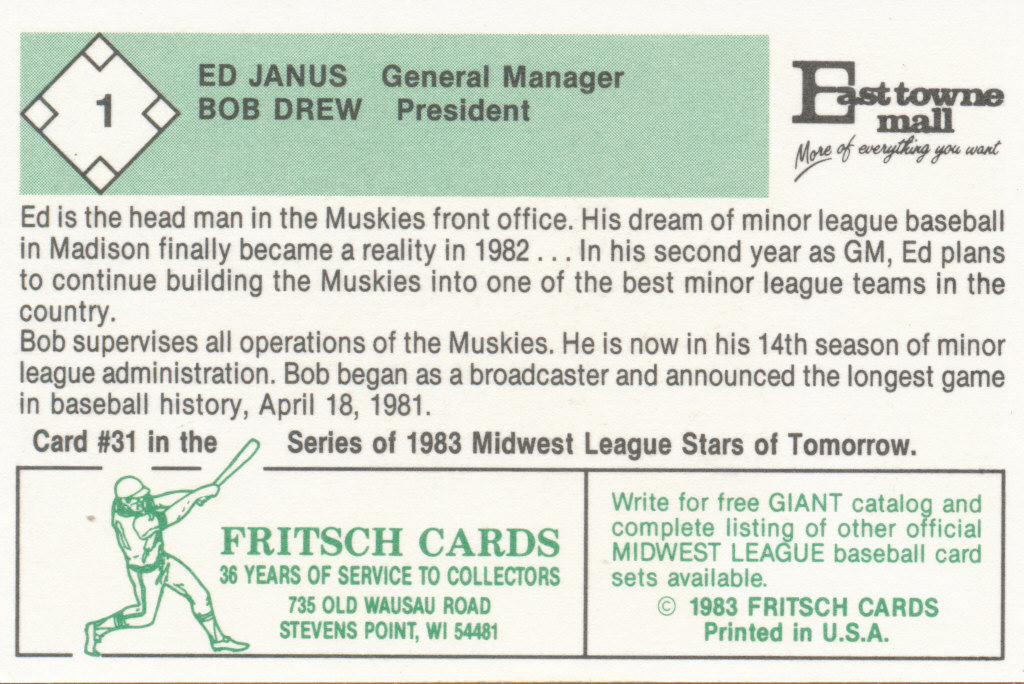 1
ED JANUS General Manager
BOB DREW President
East towne
mall
More of everything you want
Ed is the head man in the Muskies front office. His dream of minor league baseball
in Madison finally became a reality in 1982 . . . In his second year as GM, Ed plans
to continue building the Muskies into one of the best minor league teams in the
country.
Bob supervises all operations of the Muskies. He is now in his 14th season of minor
league administration. Bob began as a broadcaster and announced the longest game
in baseball history, April 18, 1981.
Card #31 in the Series of 1983 Midwest League Stars of Tomorrow.
FRITSCH CARDS
36 YEARS OF SERVICE TO COLLECTORS
735 OLD WAUSAU ROAD
STEVENS POINT, WI 54481
Write for free GIANT catalog and
complete listing of other official
MIDWEST LEAGUE baseball card
sets available.
© 1983 FRITSCH CARDS
Printed in U.S.A.